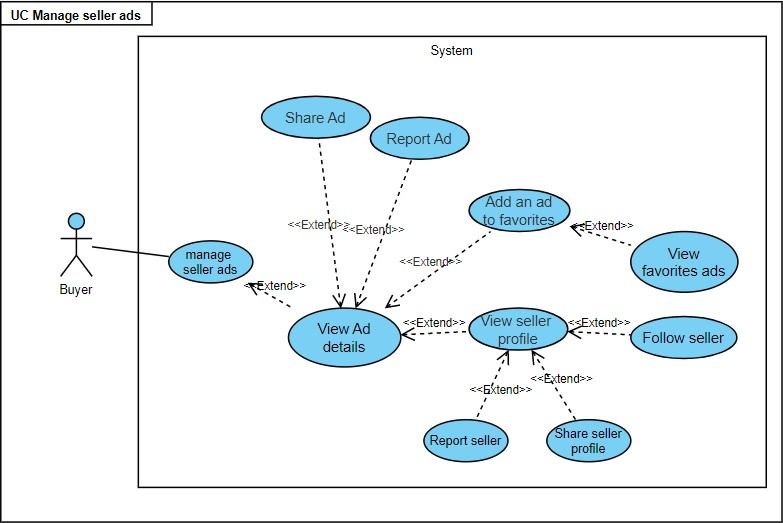 UC Manage seller ads
System
Share Ad
Report Ad
<<Extend>>
<<Extend>>
Add an ad
to favorites
<<Extend>>
View
favorites ads
Buyer
manage
seller ads
<<Extend>>
<<Extend>>
View Ad
details
<<Extend>>
View seller
profile
<<Extend>>
Follow seller
<<Extend>>
<<Extend>>
Report seller
Share seller
profile